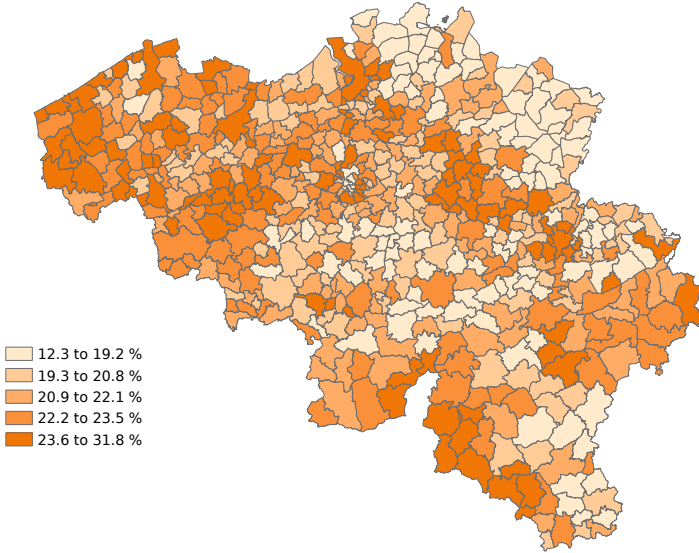 12.3 to 19.2 %
19.3 to 20.8 %
20.9 to 22.1 %
22.2 to 23.5 %
23.6 to 31.8 %